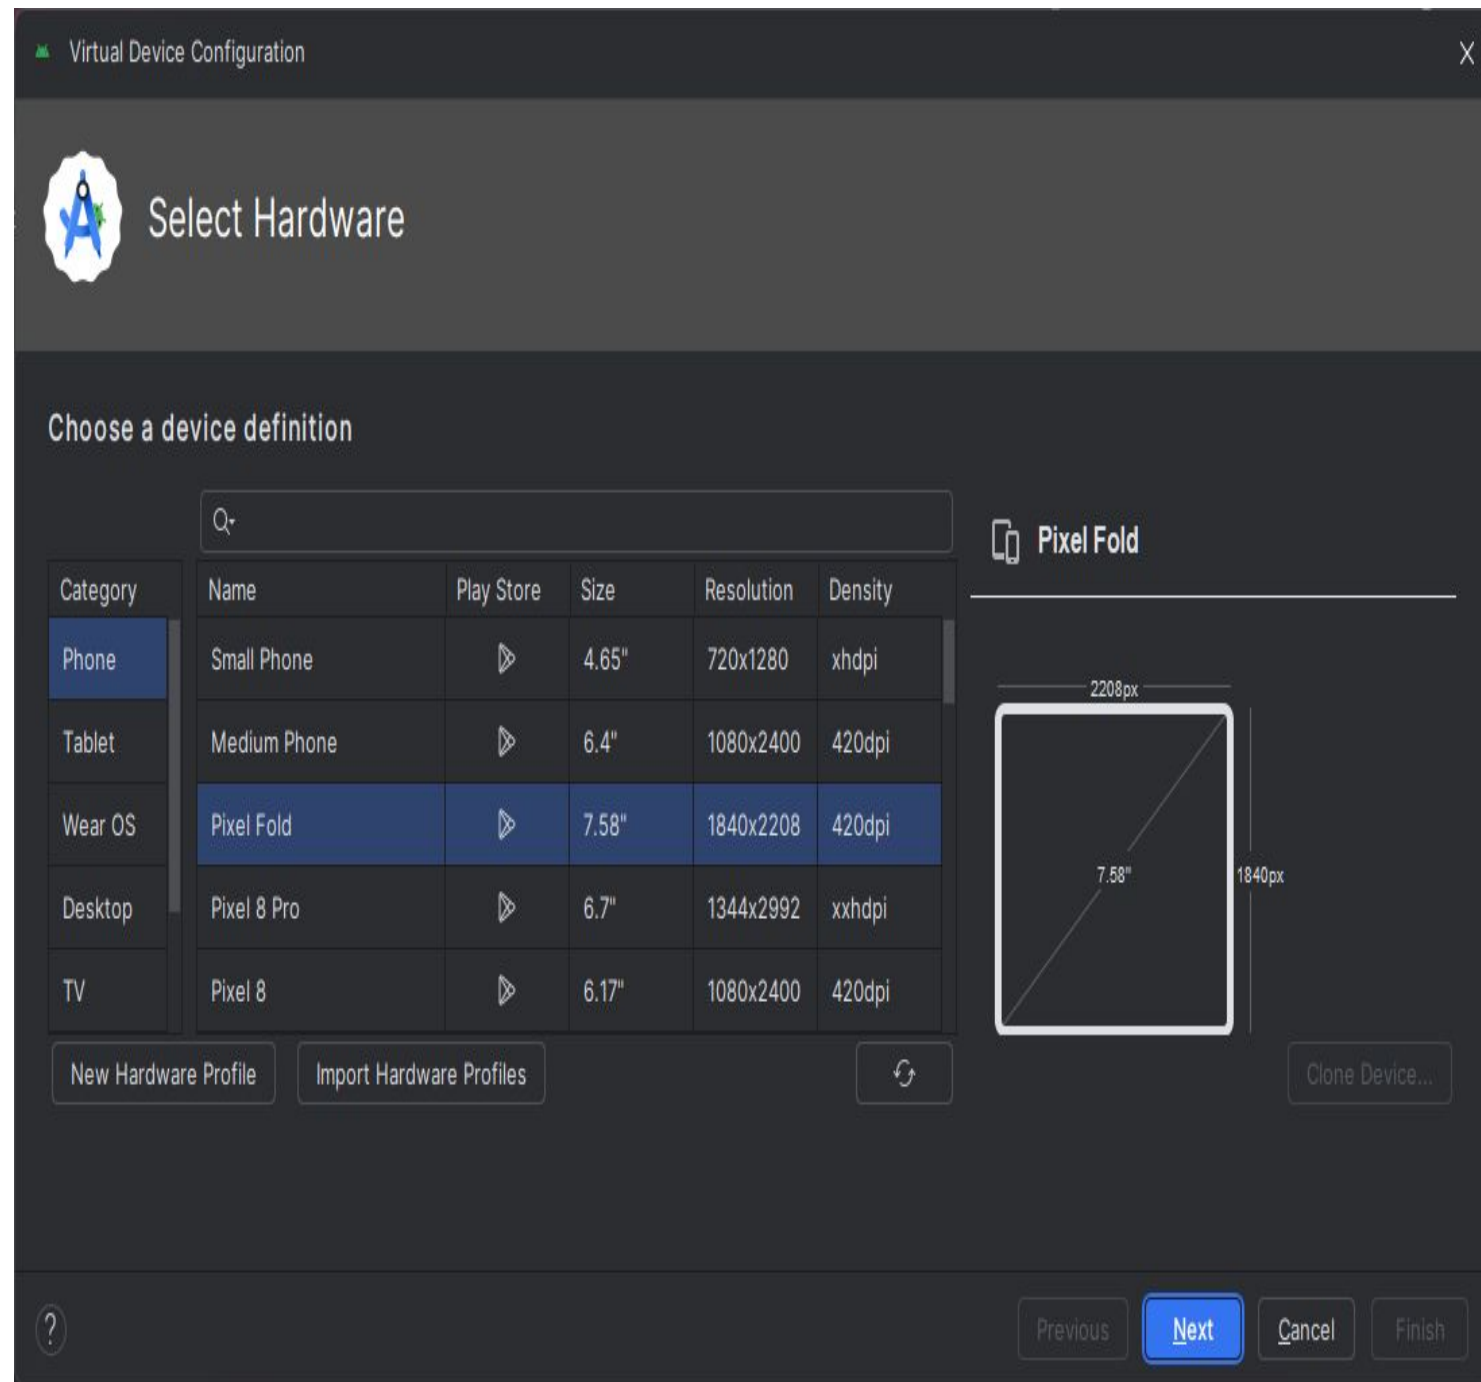 Virtual Device Configuration X
Select Hardware
Choose a device definition
Pixel Fold
Category Name Play Store Size Resolution Density
Phone Small Phone 4.65" 720x1280 xhdpi
2208px
Tablet Medium Phone 6.4" 1080x2400 420dpi
Wear OS Pixel Fold 7.58" 1840x2208 420dpi
7.58" 1840px
Desktop Pixel 8 Pro 6.7" 1344x2992 xxhdpi
TV Pixel 8 6.17" 1080x2400 420dpi
New Hardware Profile Import Hardware Profiles Clone Device...
? Previous Next Cancel Finish